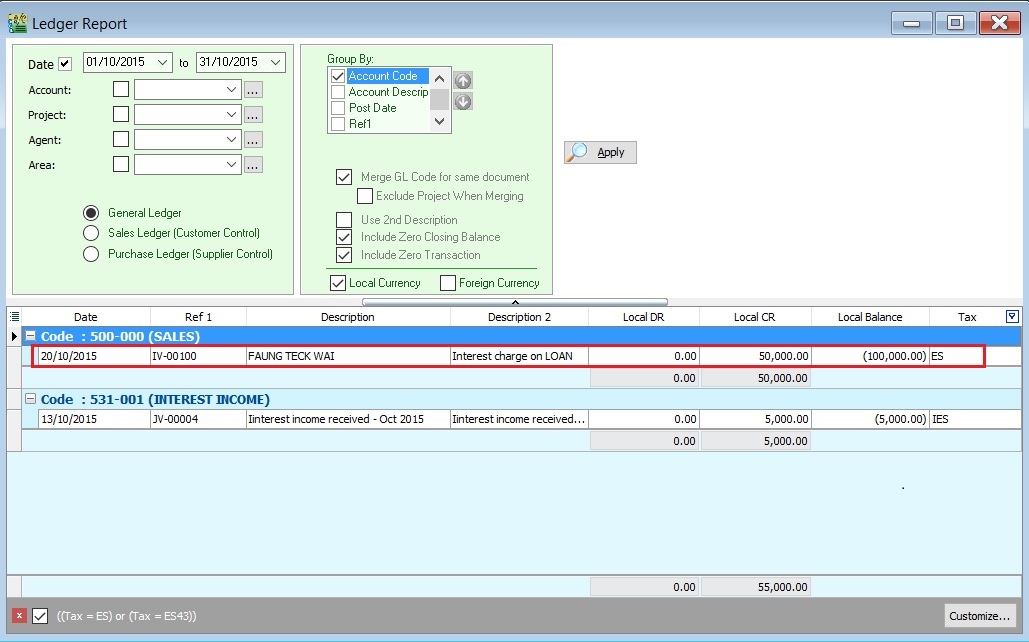 Ledger Report
Date 01/10/2015 to 31/10/2015
Account: ...
Project: ...
Agent: ...
Area: ...
General Ledger
Sales Ledger (Customer Control)
Purchase Ledger (Supplier Control)
Group By:
Account Code
Account Descrip
Post Date
Ref1
Merge GL Code for same document
Exclude Project When Merging
Use 2nd Description
Include Zero Closing Balance
Include Zero Transaction
Local Currency Foreign Currency
Apply
Date Ref 1 Description Description 2 Local DR Local CR Local Balance Tax
Code : 500-000 (SALES)
20/10/2015 IV-00100 FAUNG TECK WAI Interest charge on LOAN 0.00 50,000.00 (100,000.00) ES
0.00 50,000.00
Code : 531-001 (INTEREST INCOME)
13/10/2015 JV-00004 Iinterest income received - Oct 2015 Iinterest income received... 0.00 5,000.00 (5,000.00) IES
0.00 5,000.00
0.00 55,000.00
((Tax = ES) or (Tax = ES43))
Customize...